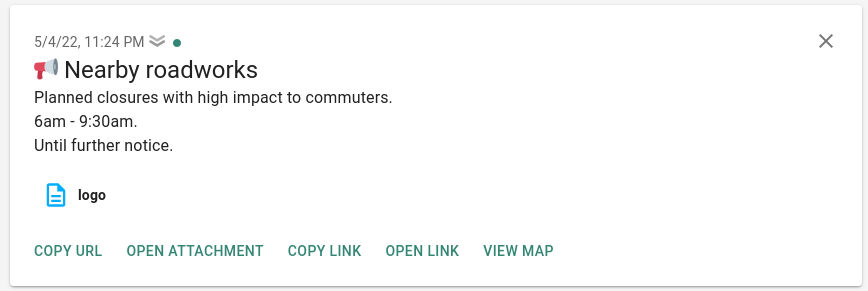 5/4/22, 11:24 PM
Nearby roadworks
Planned closures with high impact to commuters.
6am - 9:30am.
Until further notice.
logo
COPY URL OPEN ATTACHMENT COPY LINK OPEN LINK VIEW MAP